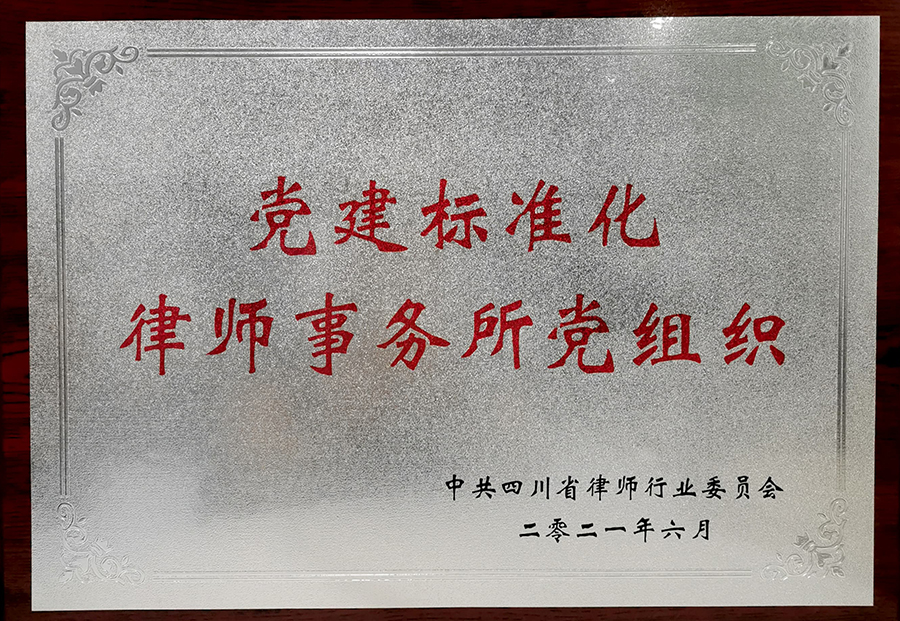 党建标准化
律师事务所党组织
中共四川省律师行业委员会
二零二一年六月